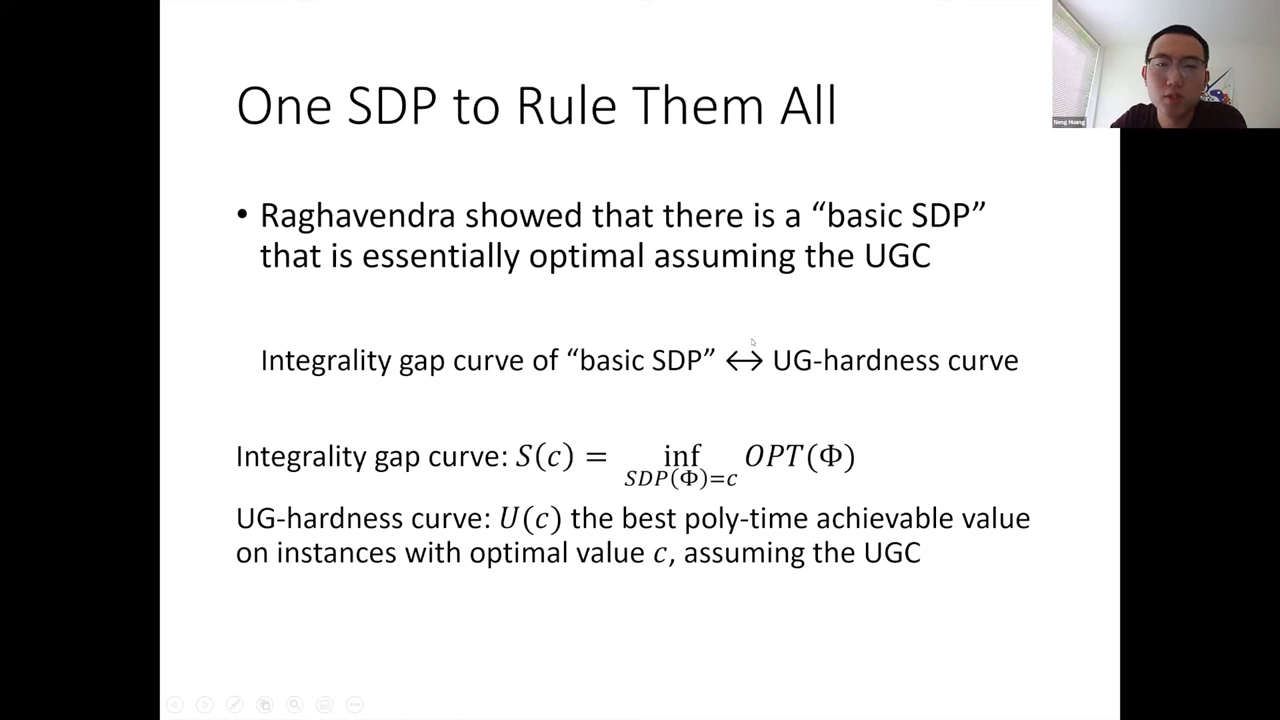 One SDP to Rule Them All
Neng Huang
• Raghavendra showed that there is a “basic SDP”
that is essentially optimal assuming the UGC
Integrality gap curve of “basic SDP” ↔ UG-hardness curve
Integrality gap curve: S(c) = inf OPT(Φ)
SDP(Φ)=c
UG-hardness curve: U(c) the best poly-time achievable value
on instances with optimal value c, assuming the UGC